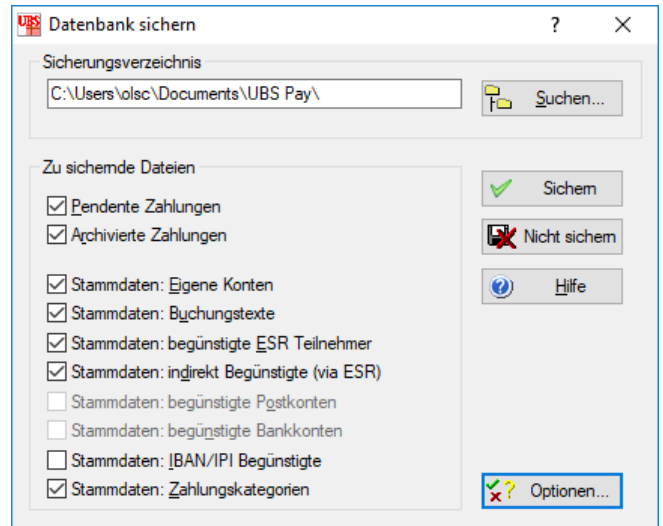 UBS Datenbank sichern ? ×
Sicherungsverzeichnis
C:\Users\olsc\Documents\UBS Pay\
Suchen...
Zu sichernde Dateien
Pendente Zahlungen
Archivierte Zahlungen
Stammdaten: Eigene Konten
Stammdaten: Buchungstexte
Stammdaten: begünstigte ESR Teilnehmer
Stammdaten: indirekt Begünstigte (via ESR)
Stammdaten: begünstigte Postkonten
Stammdaten: begünstigte Bankkonten
Stammdaten: IBAN/IPI Begünstigte
Stammdaten: Zahlungskategorien
Sichern
Nicht sichern
? Hilfe
? Optionen...